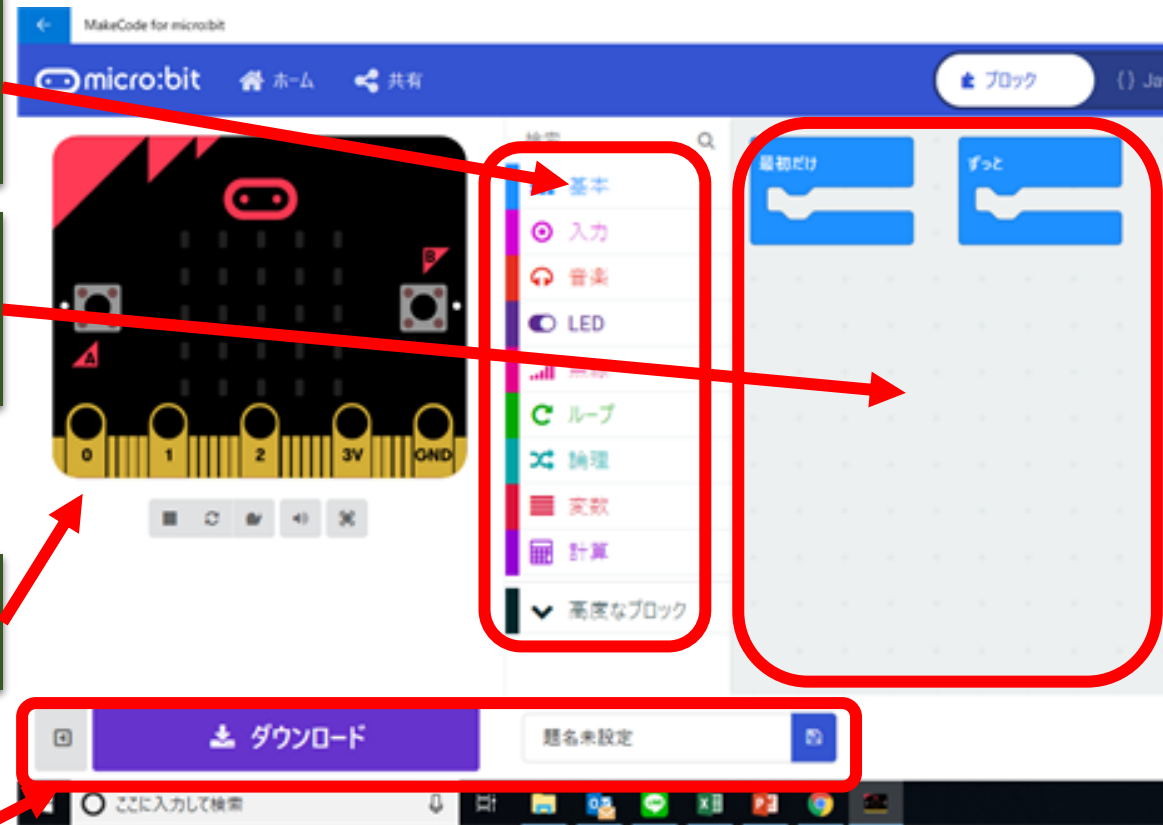 MakeCode for micro:bit
micro:bit ホーム 共有 ブロック {} Ja
B
A
0 1 2 3V GND
検索
基本
入力
音楽
LED
ループ
論理
変数
計算
高度なブロック
最初だけ
ずっと
ダウンロード
題名未設定
ここに入力して検索